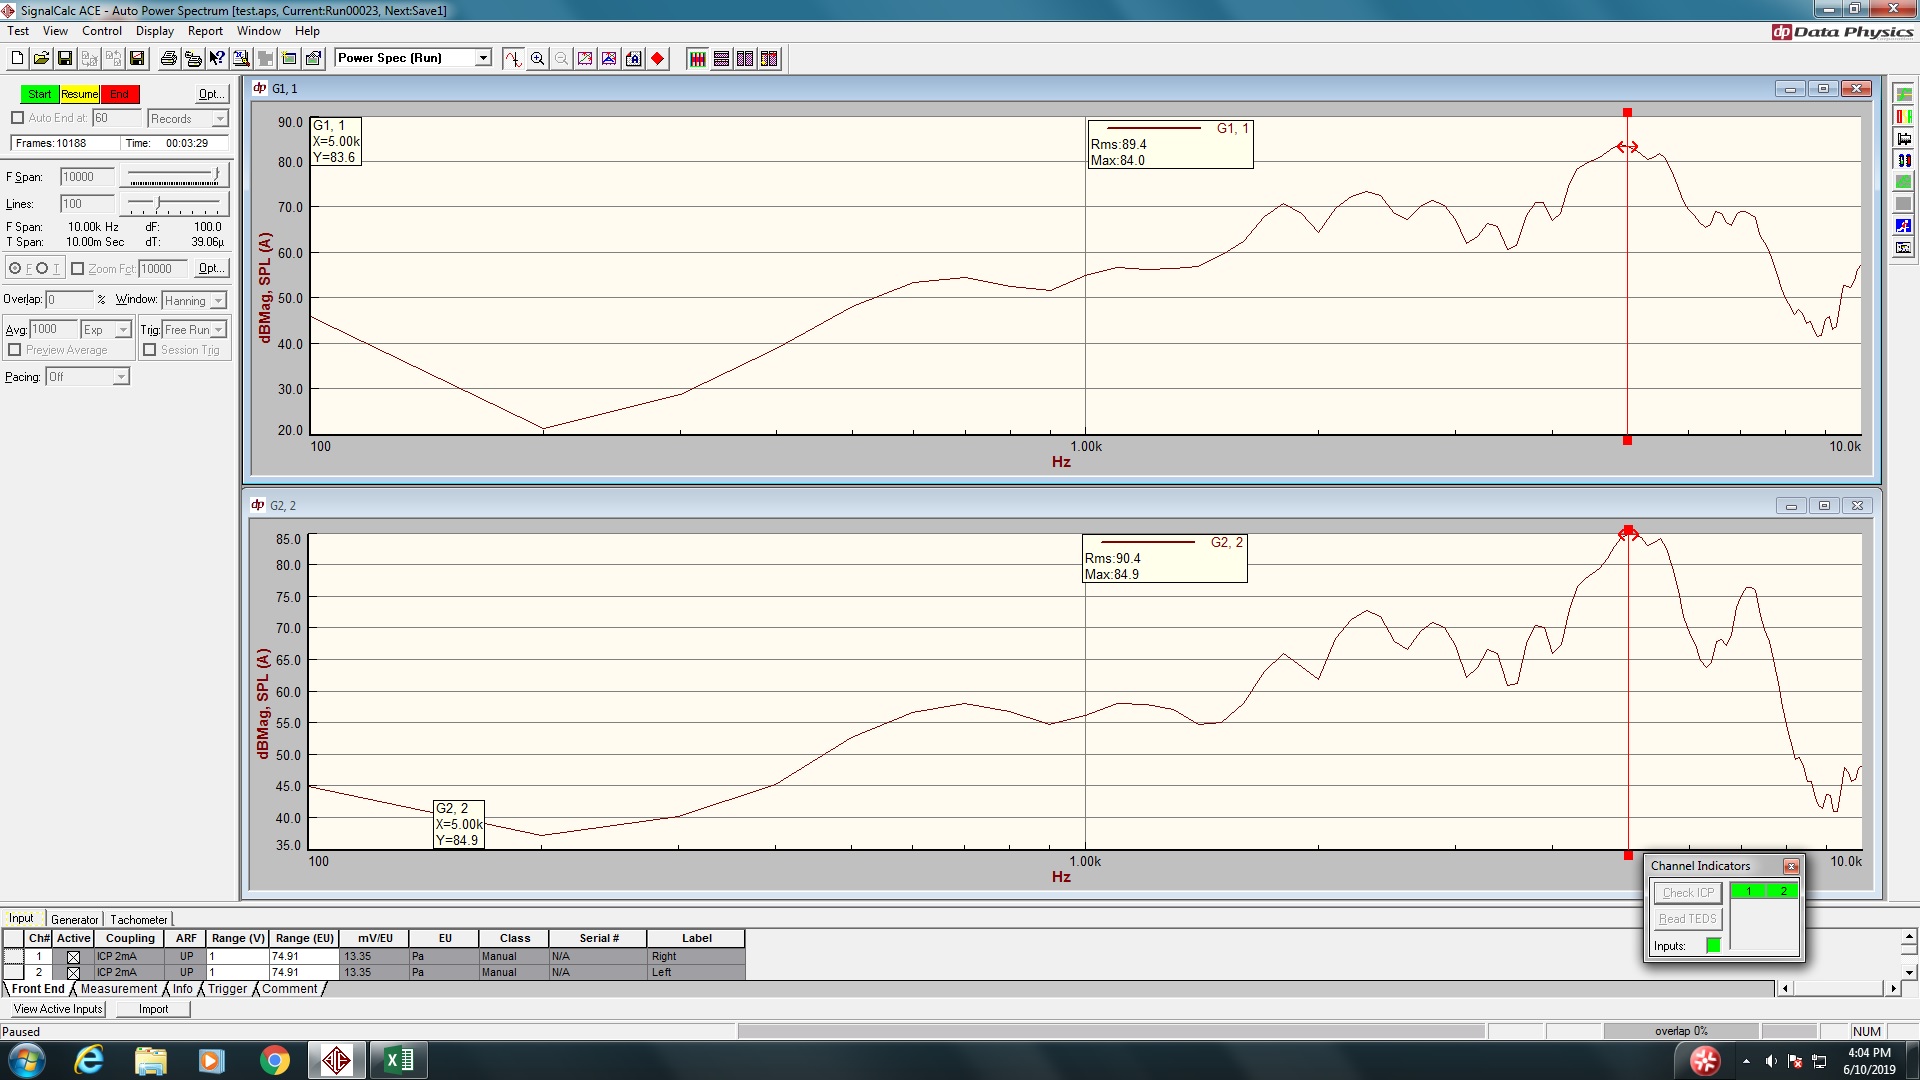 SignalCalc ACE - Auto Power Spectrum [test.aps, Current:Run00023, Next:Save1]
Test View Control Display Report Window Help
dp Data Physics
Power Spec (Run)
Start Resume End Opt...
Auto End at: 60 Records
Frames:10188 Time: 00:03:29
F Span: 10000
Lines: 100
F Span: 10.00k Hz dF: 100.0
T Span: 10.00m Sec dT: 39.06µ
F T Zoom Fct: 10000 Opt...
Overlap: 0 % Window: Hanning
Avg: 1000 Exp Trig: Free Run
Preview Average Session Trig
Pacing: Off
dp G1, 1
G1, 1
X=5.00k
Y=83.6
G1, 1
Rms:89.4
Max:84.0
90.0
80.0
70.0
60.0
50.0
40.0
30.0
20.0
dBMag, SPL (A)
100 1.00k 10.0k
Hz
dp G2, 2
G2, 2
Rms:90.4
Max:84.9
85.0
80.0
75.0
70.0
65.0
60.0
55.0
50.0
45.0
40.0
35.0
dBMag, SPL (A)
G2, 2
X=5.00k
Y=84.9
100 1.00k 10.0k
Hz
Channel Indicators
Check ICP 1 2
Read TEDS
Inputs:
Input Generator Tachometer
Ch# Active Coupling ARF Range (V) Range (EU) mV/EU EU Class Serial # Label
1 ICP 2mA UP 1 74.91 13.35 Pa Manual N/A Right
2 ICP 2mA UP 1 74.91 13.35 Pa Manual N/A Left
Front End Measurement Info Trigger Comment
View Active Inputs Import
Paused overlap 0% NUM
4:04 PM
6/10/2019